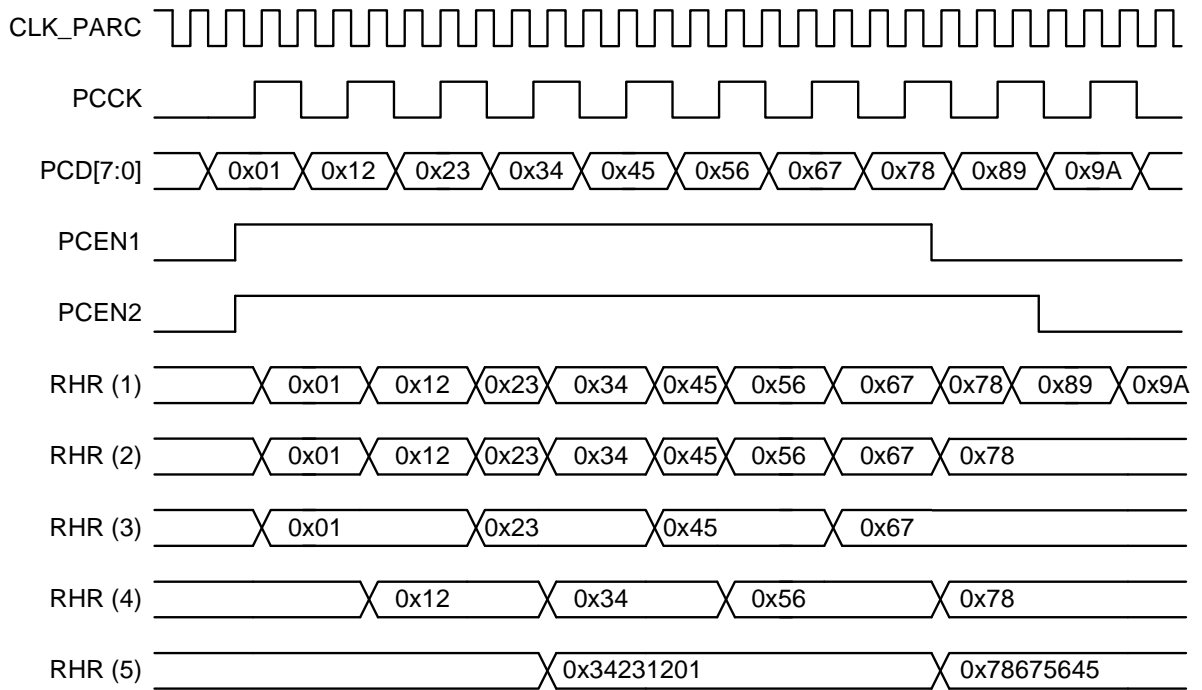 CLK_PARC
PCCK
PCD[7:0] 0x01 0x12 0x23 0x34 0x45 0x56 0x67 0x78 0x89 0x9A
PCEN1
PCEN2
RHR (1) 0x01 0x12 0x23 0x34 0x45 0x56 0x67 0x78 0x89 0x9A
RHR (2) 0x01 0x12 0x23 0x34 0x45 0x56 0x67 0x78
RHR (3) 0x01 0x23 0x45 0x67
RHR (4) 0x12 0x34 0x56 0x78
RHR (5) 0x34231201 0x78675645